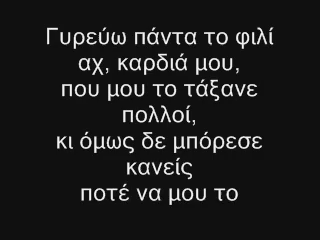 Γυρεύω πάντα το φιλί
αχ, καρδιά μου,
που μου το τάξανε
πολλοί,
κι όμως δε μπόρεσε
κανείς
ποτέ να μου το